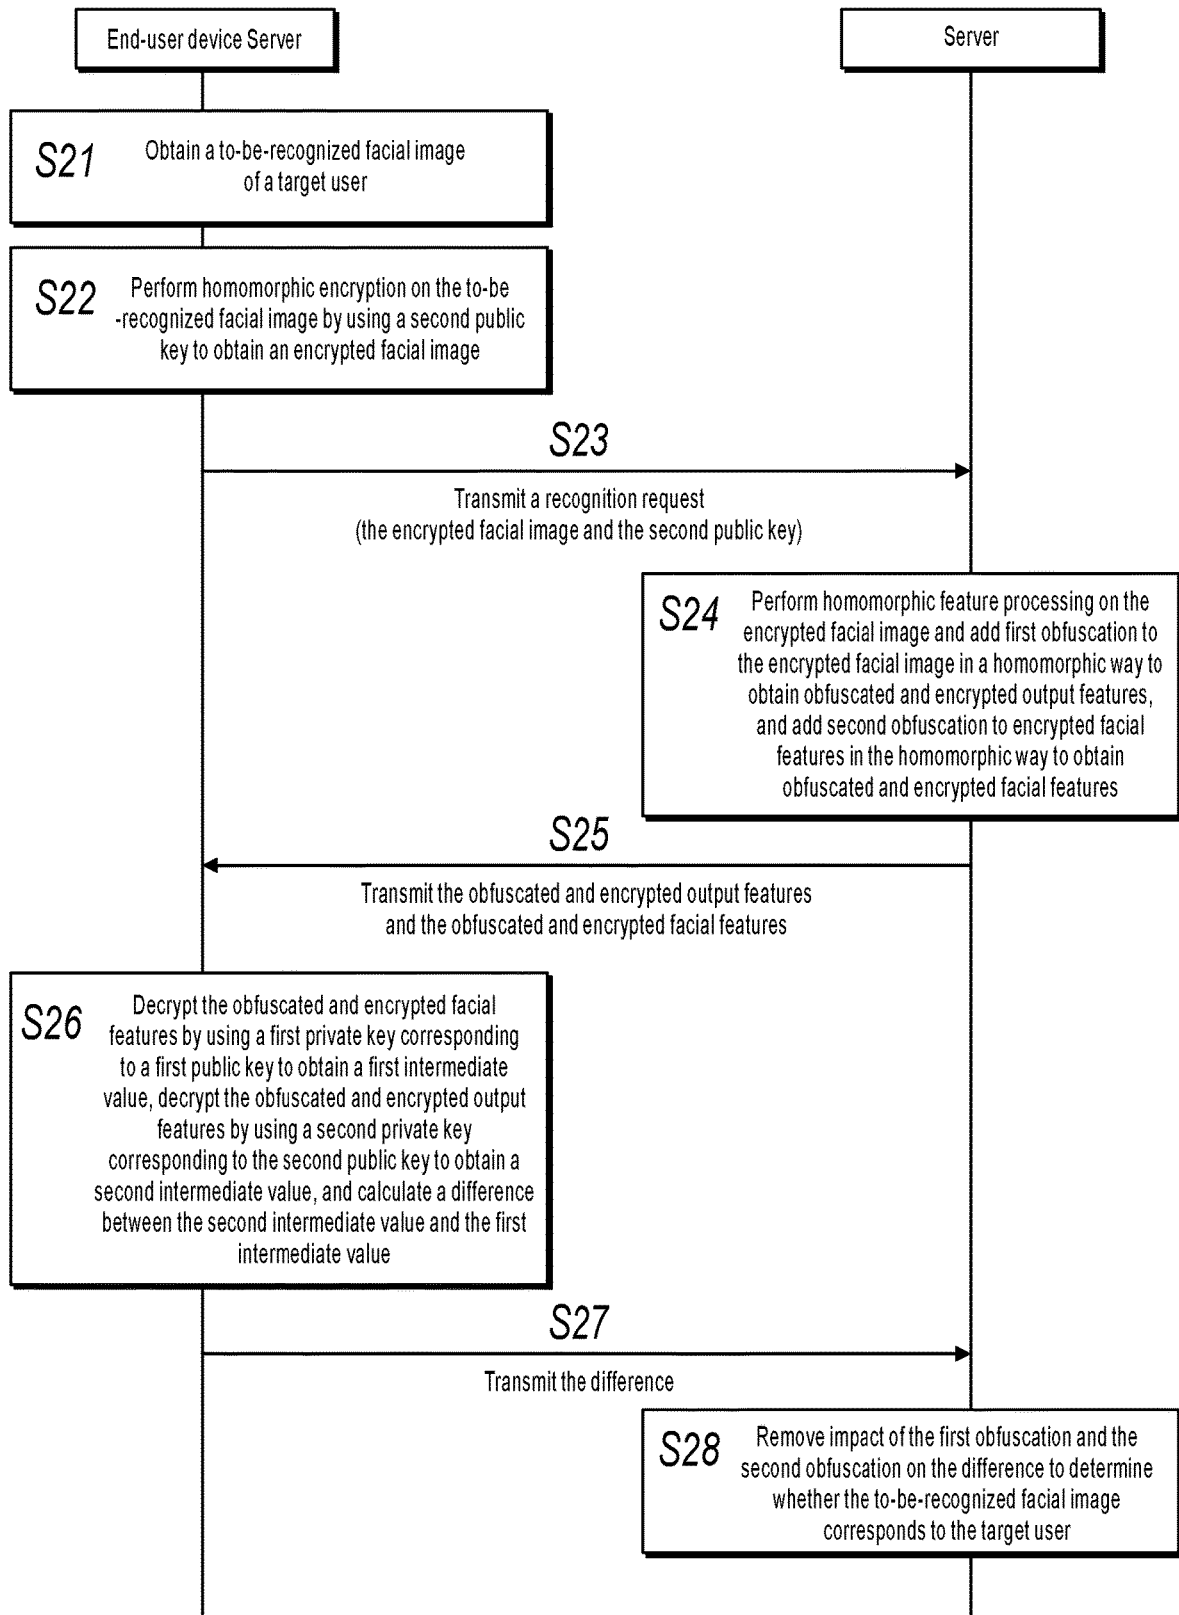 End-user device Server
Server
S21
Obtain a to-be-recognized facial image
of a target user
S22
Perform homomorphic encryption on the to-be
-recognized facial image by using a second public
key to obtain an encrypted facial image
S23
Transmit a recognition request
(the encrypted facial image and the second public key)
S24
Perform homomorphic feature processing on the
encrypted facial image and add first obfuscation to
the encrypted facial image in a homomorphic way to
obtain obfuscated and encrypted output features,
and add second obfuscation to encrypted facial
features in the homomorphic way to obtain
obfuscated and encrypted facial features
S25
Transmit the obfuscated and encrypted output features
and the obfuscated and encrypted facial features
S26
Decrypt the obfuscated and encrypted facial
features by using a first private key corresponding
to a first public key to obtain a first intermediate
value, decrypt the obfuscated and encrypted output
features by using a second private key
corresponding to the second public key to obtain a
second intermediate value, and calculate a difference
between the second intermediate value and the first
intermediate value
S27
Transmit the difference
S28
Remove impact of the first obfuscation and the
second obfuscation on the difference to determine
whether the to-be-recognized facial image
corresponds to the target user